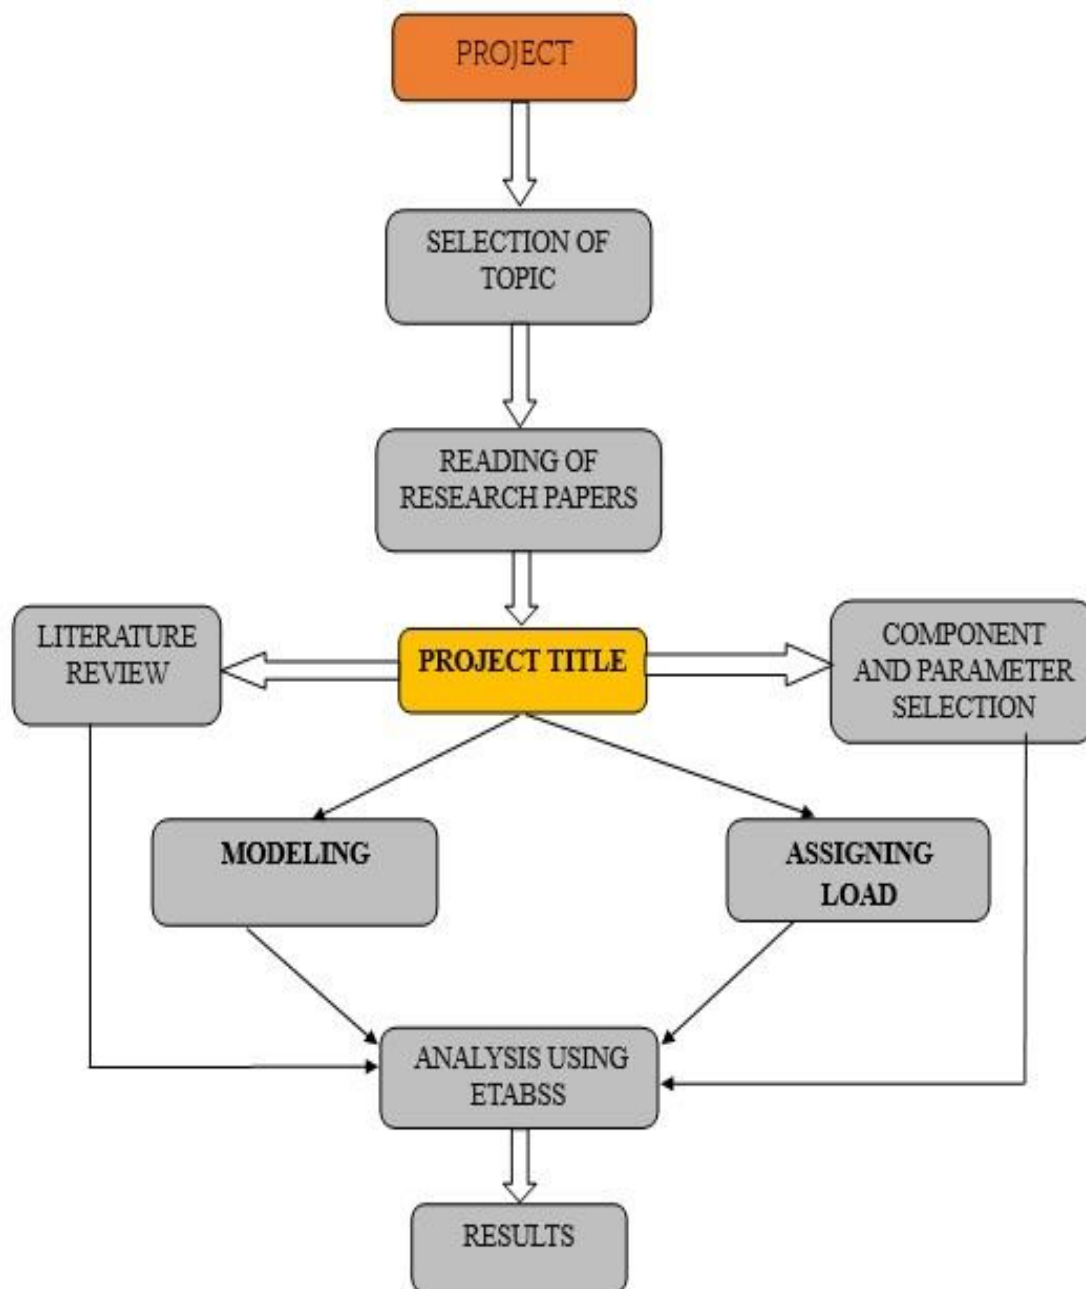 PROJECT
SELECTION OF
TOPIC
READING OF
RESEARCH PAPERS
LITERATURE
REVIEW
PROJECT TITLE
COMPONENT
AND PARAMETER
SELECTION
MODELING
ASSIGNING
LOAD
ANALYSIS USING
ETABSS
RESULTS